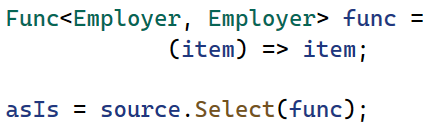 Func<Employer, Employer> func =
(item) => item;
asIs = source.Select(func);